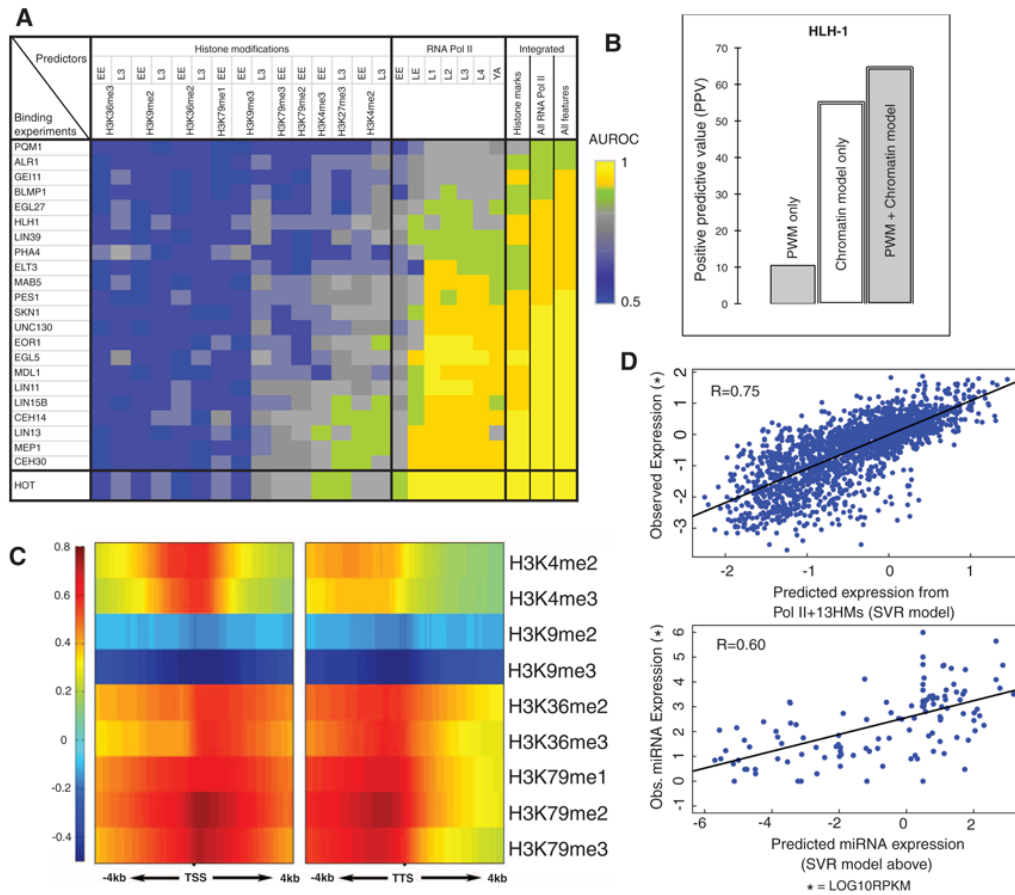 A
Predictors
Binding experiments
Histone modifications
RNA Pol II
Integrated
EE L3 EE L3 EE L3 EE L3 EE L3 EE EE EE L3 EE L3
EE LE L1 L2 L3 L4 YA
H3K36me3
H3K9me2
H3K36me2
H3K79me1
H3K9me3
H3K79me3
H3K79me2
H3K4me3
H3K27me3
H3K4me2
Histone marks
All RNA Pol II
All features
PQM1
ALR1
GEI11
BLMP1
EGL27
HLH1
LIN39
PHA4
ELT3
MAB5
PES1
SKN1
UNC130
EOR1
EGL5
MDL1
LIN11
LIN15B
CEH14
LIN13
MEP1
CEH30
HOT
AUROC
1
0.5
B
HLH-1
Positive predictive value (PPV)
70
60
50
40
30
20
10
0
PWM only
Chromatin model only
PWM + Chromatin model
C
0.8
0.6
0.4
0.2
0
-0.2
-0.4
H3K4me2
H3K4me3
H3K9me2
H3K9me3
H3K36me2
H3K36me3
H3K79me1
H3K79me2
H3K79me3
-4kb TSS 4kb
-4kb TTS 4kb
D
R=0.75
Observed Expression (*)
2
1
0
-1
-2
-3
-2 -1 0 1
Predicted expression from
Pol II+13HMs (SVR model)
R=0.60
Obs. miRNA Expression (*)
6
5
4
3
2
1
0
-1
-6 -4 -2 0 2
Predicted miRNA expression
(SVR model above)
* = LOG10RPKM